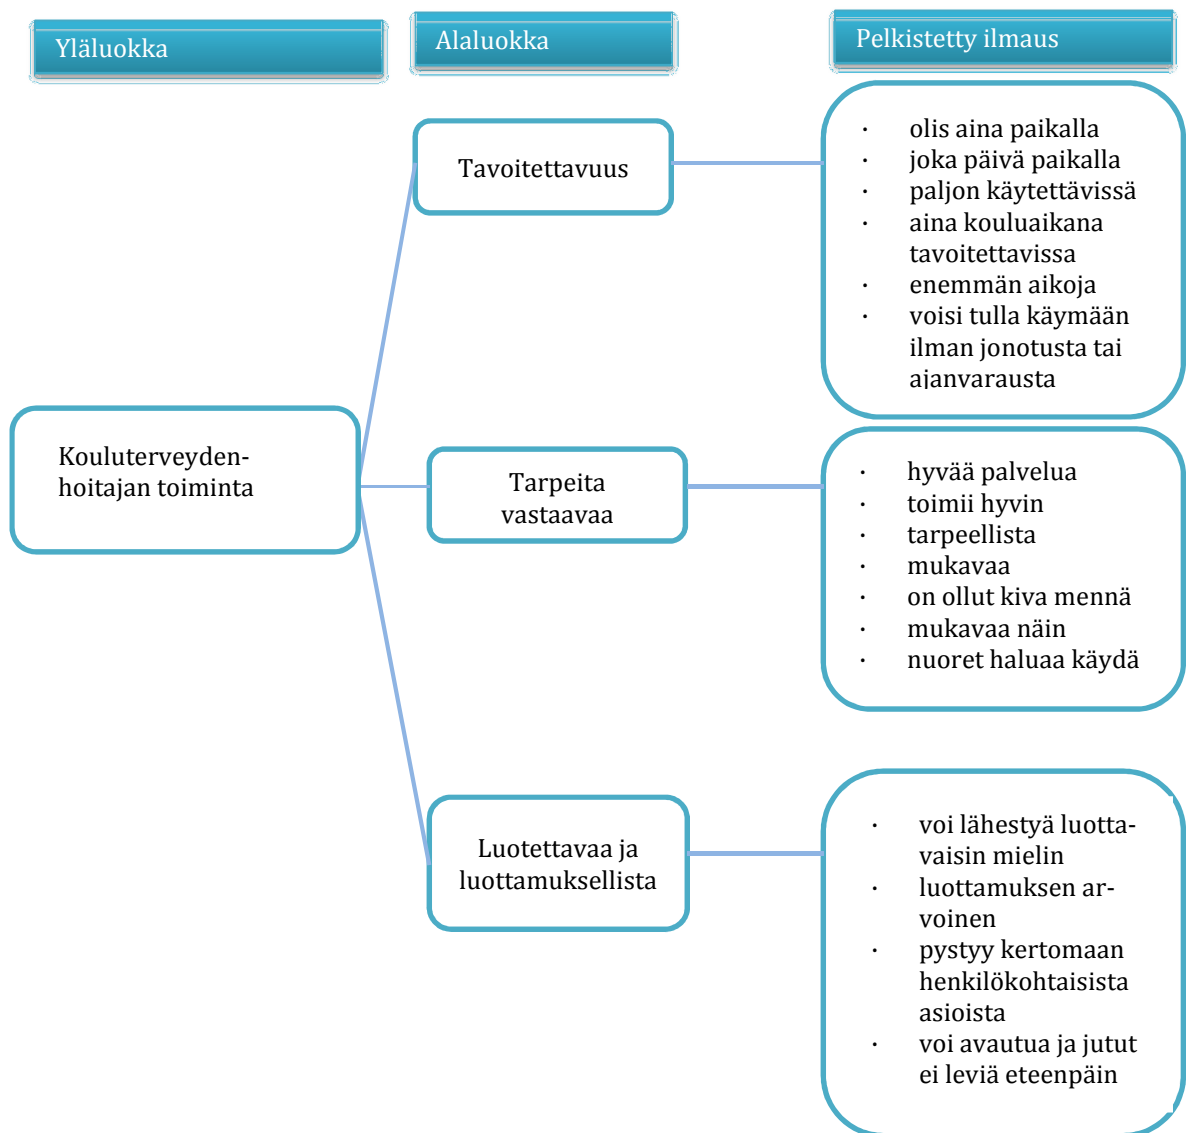 Yläluokka
Alaluokka
Pelkistetty ilmaus
Kouluterveyden-
hoitajan toiminta
Tavoitettavuus
· olis aina paikalla
· joka päivä paikalla
· paljon käytettävissä
· aina kouluaikana
tavoitettavissa
· enemmän aikoja
· voisi tulla käymään
ilman jonotusta tai
ajanvarausta
Tarpeita
vastaavaa
· hyvää palvelua
· toimii hyvin
· tarpeellista
· mukavaa
· on ollut kiva mennä
· mukavaa näin
· nuoret haluaa käydä
Luotettavaa ja
luottamuksellista
· voi lähestyä luotta-
vaisin mielin
· luottamuksen ar-
voinen
· pystyy kertomaan
henkilökohtaisista
asioista
· voi avautua ja jutut
ei leviä eteenpäin